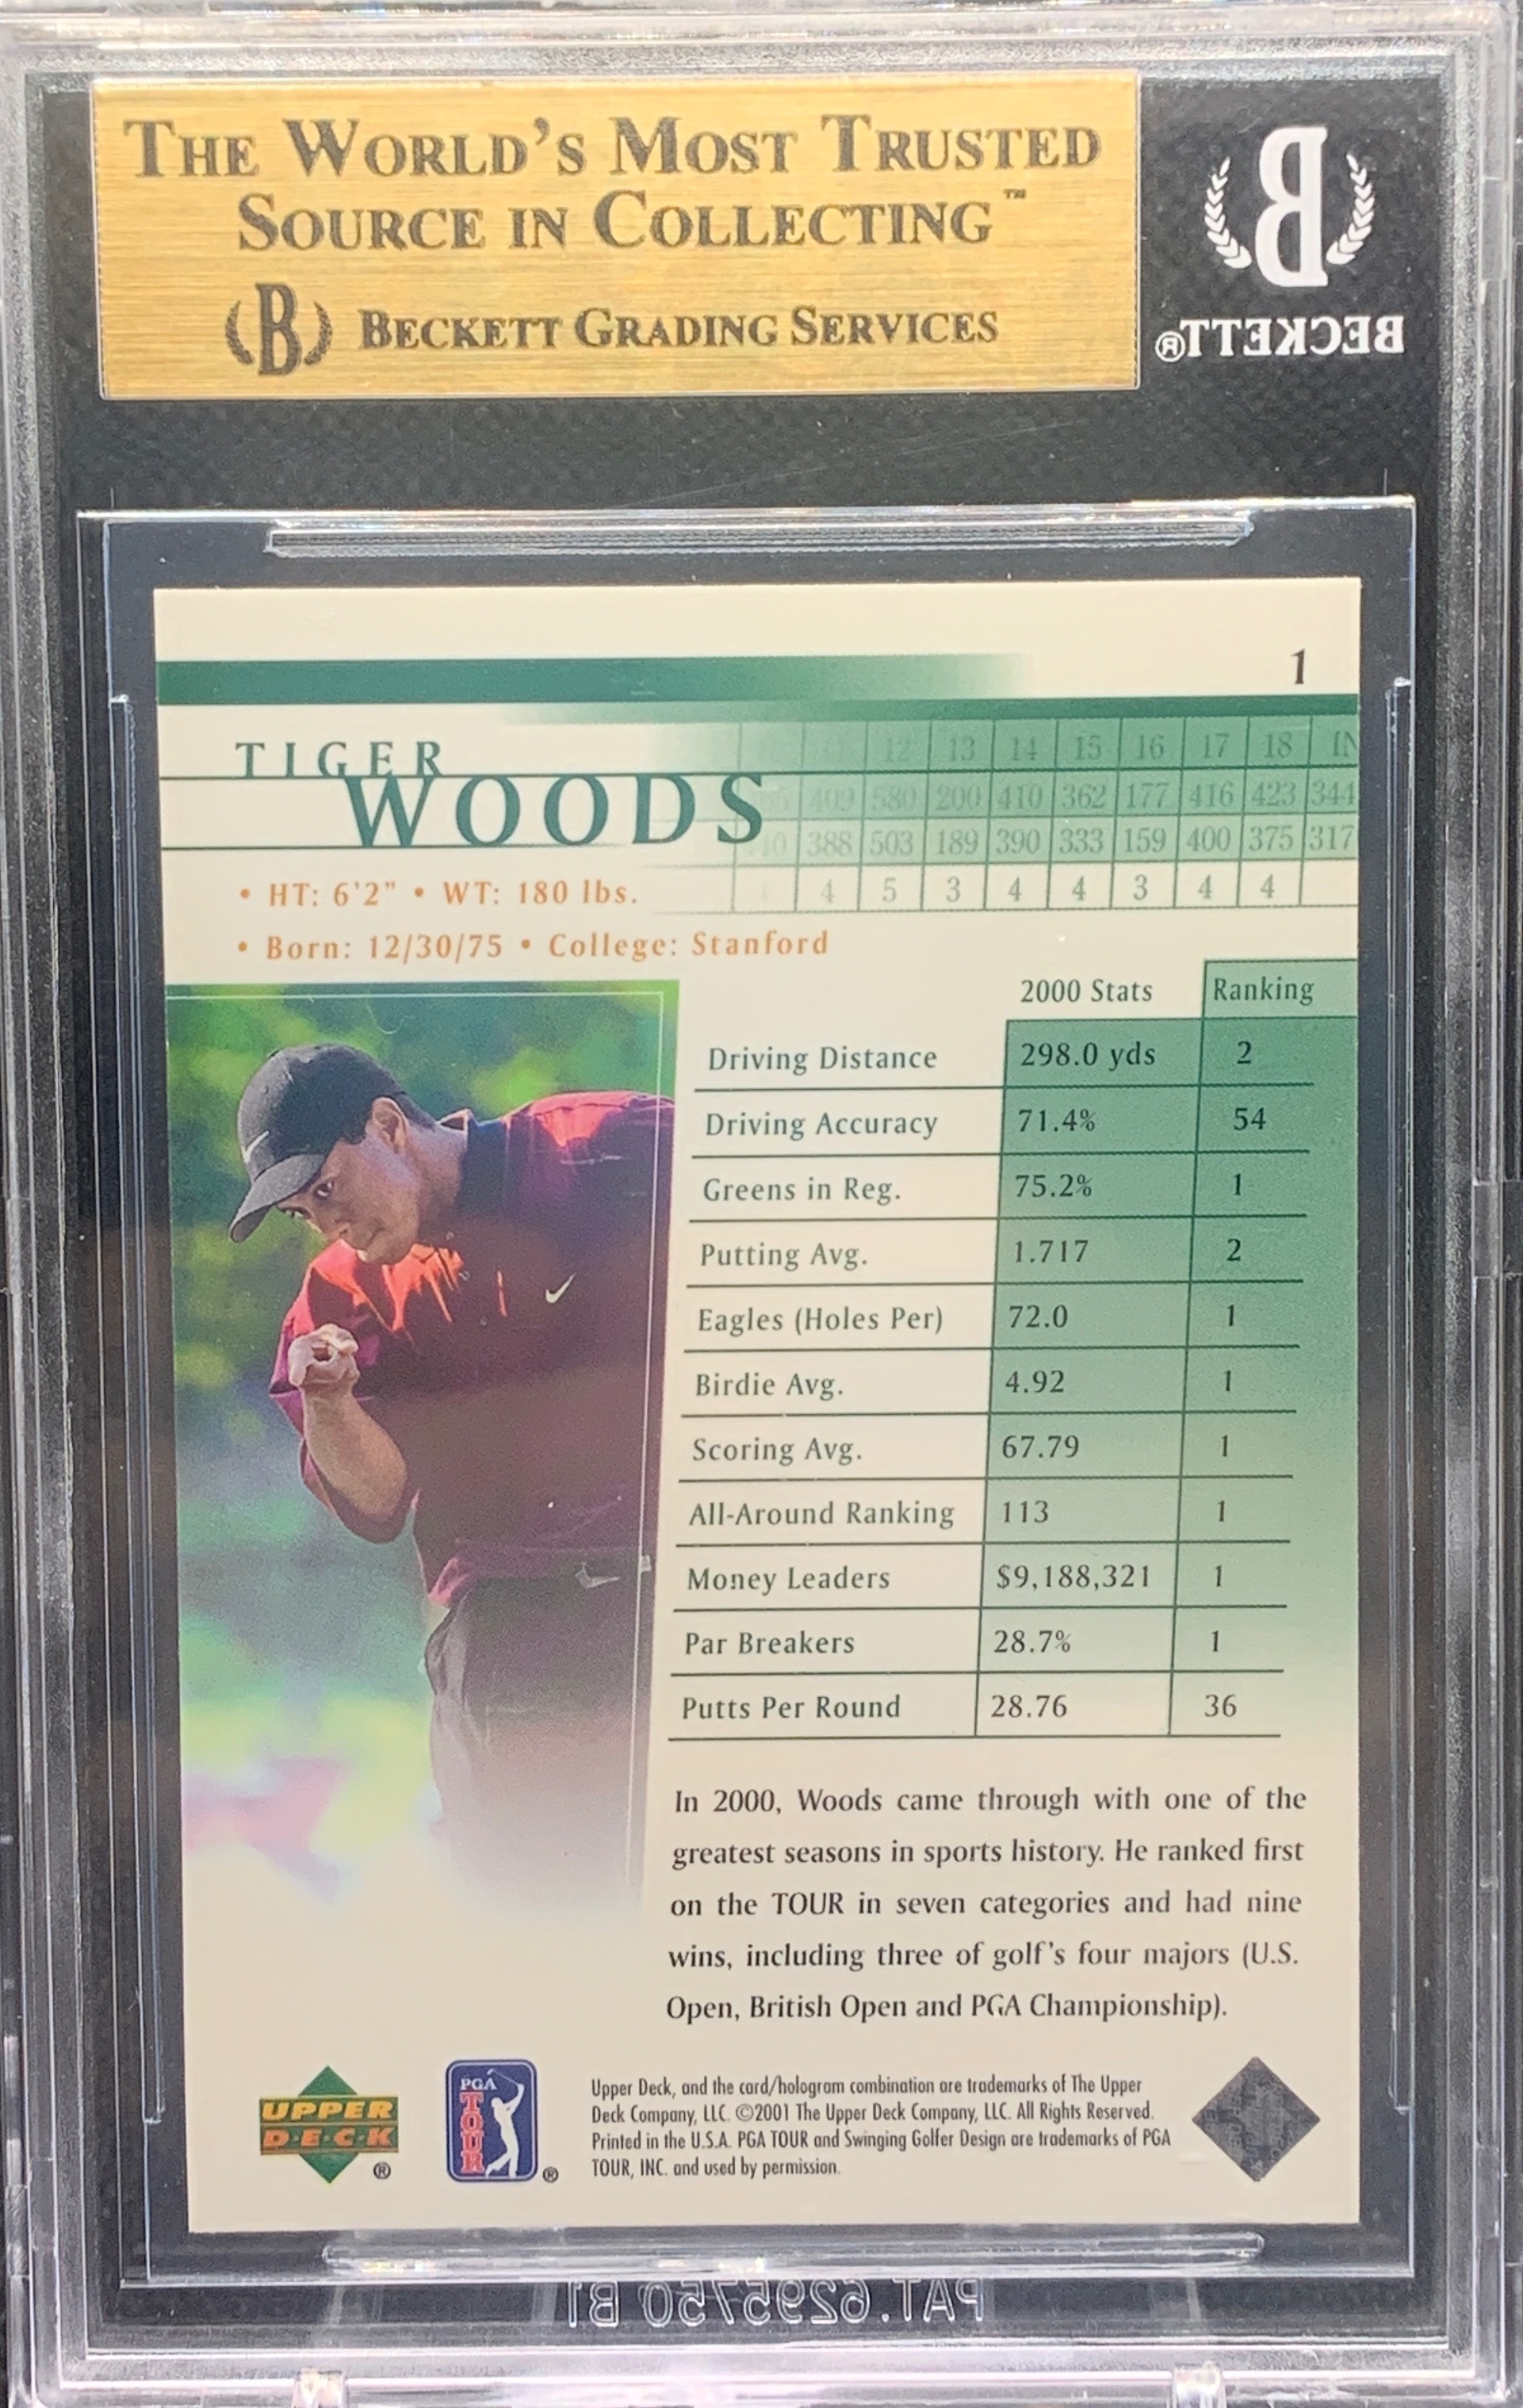 THE WORLD'S MOST TRUSTED
SOURCE IN COLLECTING™
B BECKETT GRADING SERVICES
B
BECKETT®
1
TIGER
WOODS
12 13 14 15 16 17 18 IN
409 580 200 410 362 177 416 423 344
388 503 189 390 333 159 400 375 317
4 5 3 4 4 3 4 4
• HT: 6'2" • WT: 180 lbs.
• Born: 12/30/75 • College: Stanford
2000 Stats Ranking
Driving Distance 298.0 yds 2
Driving Accuracy 71.4% 54
Greens in Reg. 75.2% 1
Putting Avg. 1.717 2
Eagles (Holes Per) 72.0 1
Birdie Avg. 4.92 1
Scoring Avg. 67.79 1
All-Around Ranking 113 1
Money Leaders $9,188,321 1
Par Breakers 28.7% 1
Putts Per Round 28.76 36
In 2000, Woods came through with one of the
greatest seasons in sports history. He ranked first
on the TOUR in seven categories and had nine
wins, including three of golf's four majors (U.S.
Open, British Open and PGA Championship).
UPPER
D•E•C•K
®
PGA
TOUR
®
Upper Deck, and the card/hologram combination are trademarks of The Upper
Deck Company, LLC. ©2001 The Upper Deck Company, LLC. All Rights Reserved.
Printed in the U.S.A. PGA TOUR and Swinging Golfer Design are trademarks of PGA
TOUR, INC. and used by permission.
PAT.6295750 B1